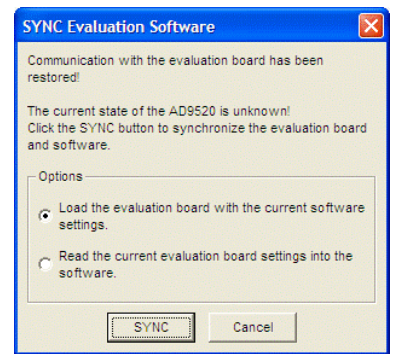 SYNC Evaluation Software
Communication with the evaluation board has been
restored!
The current state of the AD9520 is unknown!
Click the SYNC button to synchronize the evaluation board
and software.
Options
Load the evaluation board with the current software
settings.
Read the current evaluation board settings into the
software.
SYNC
Cancel